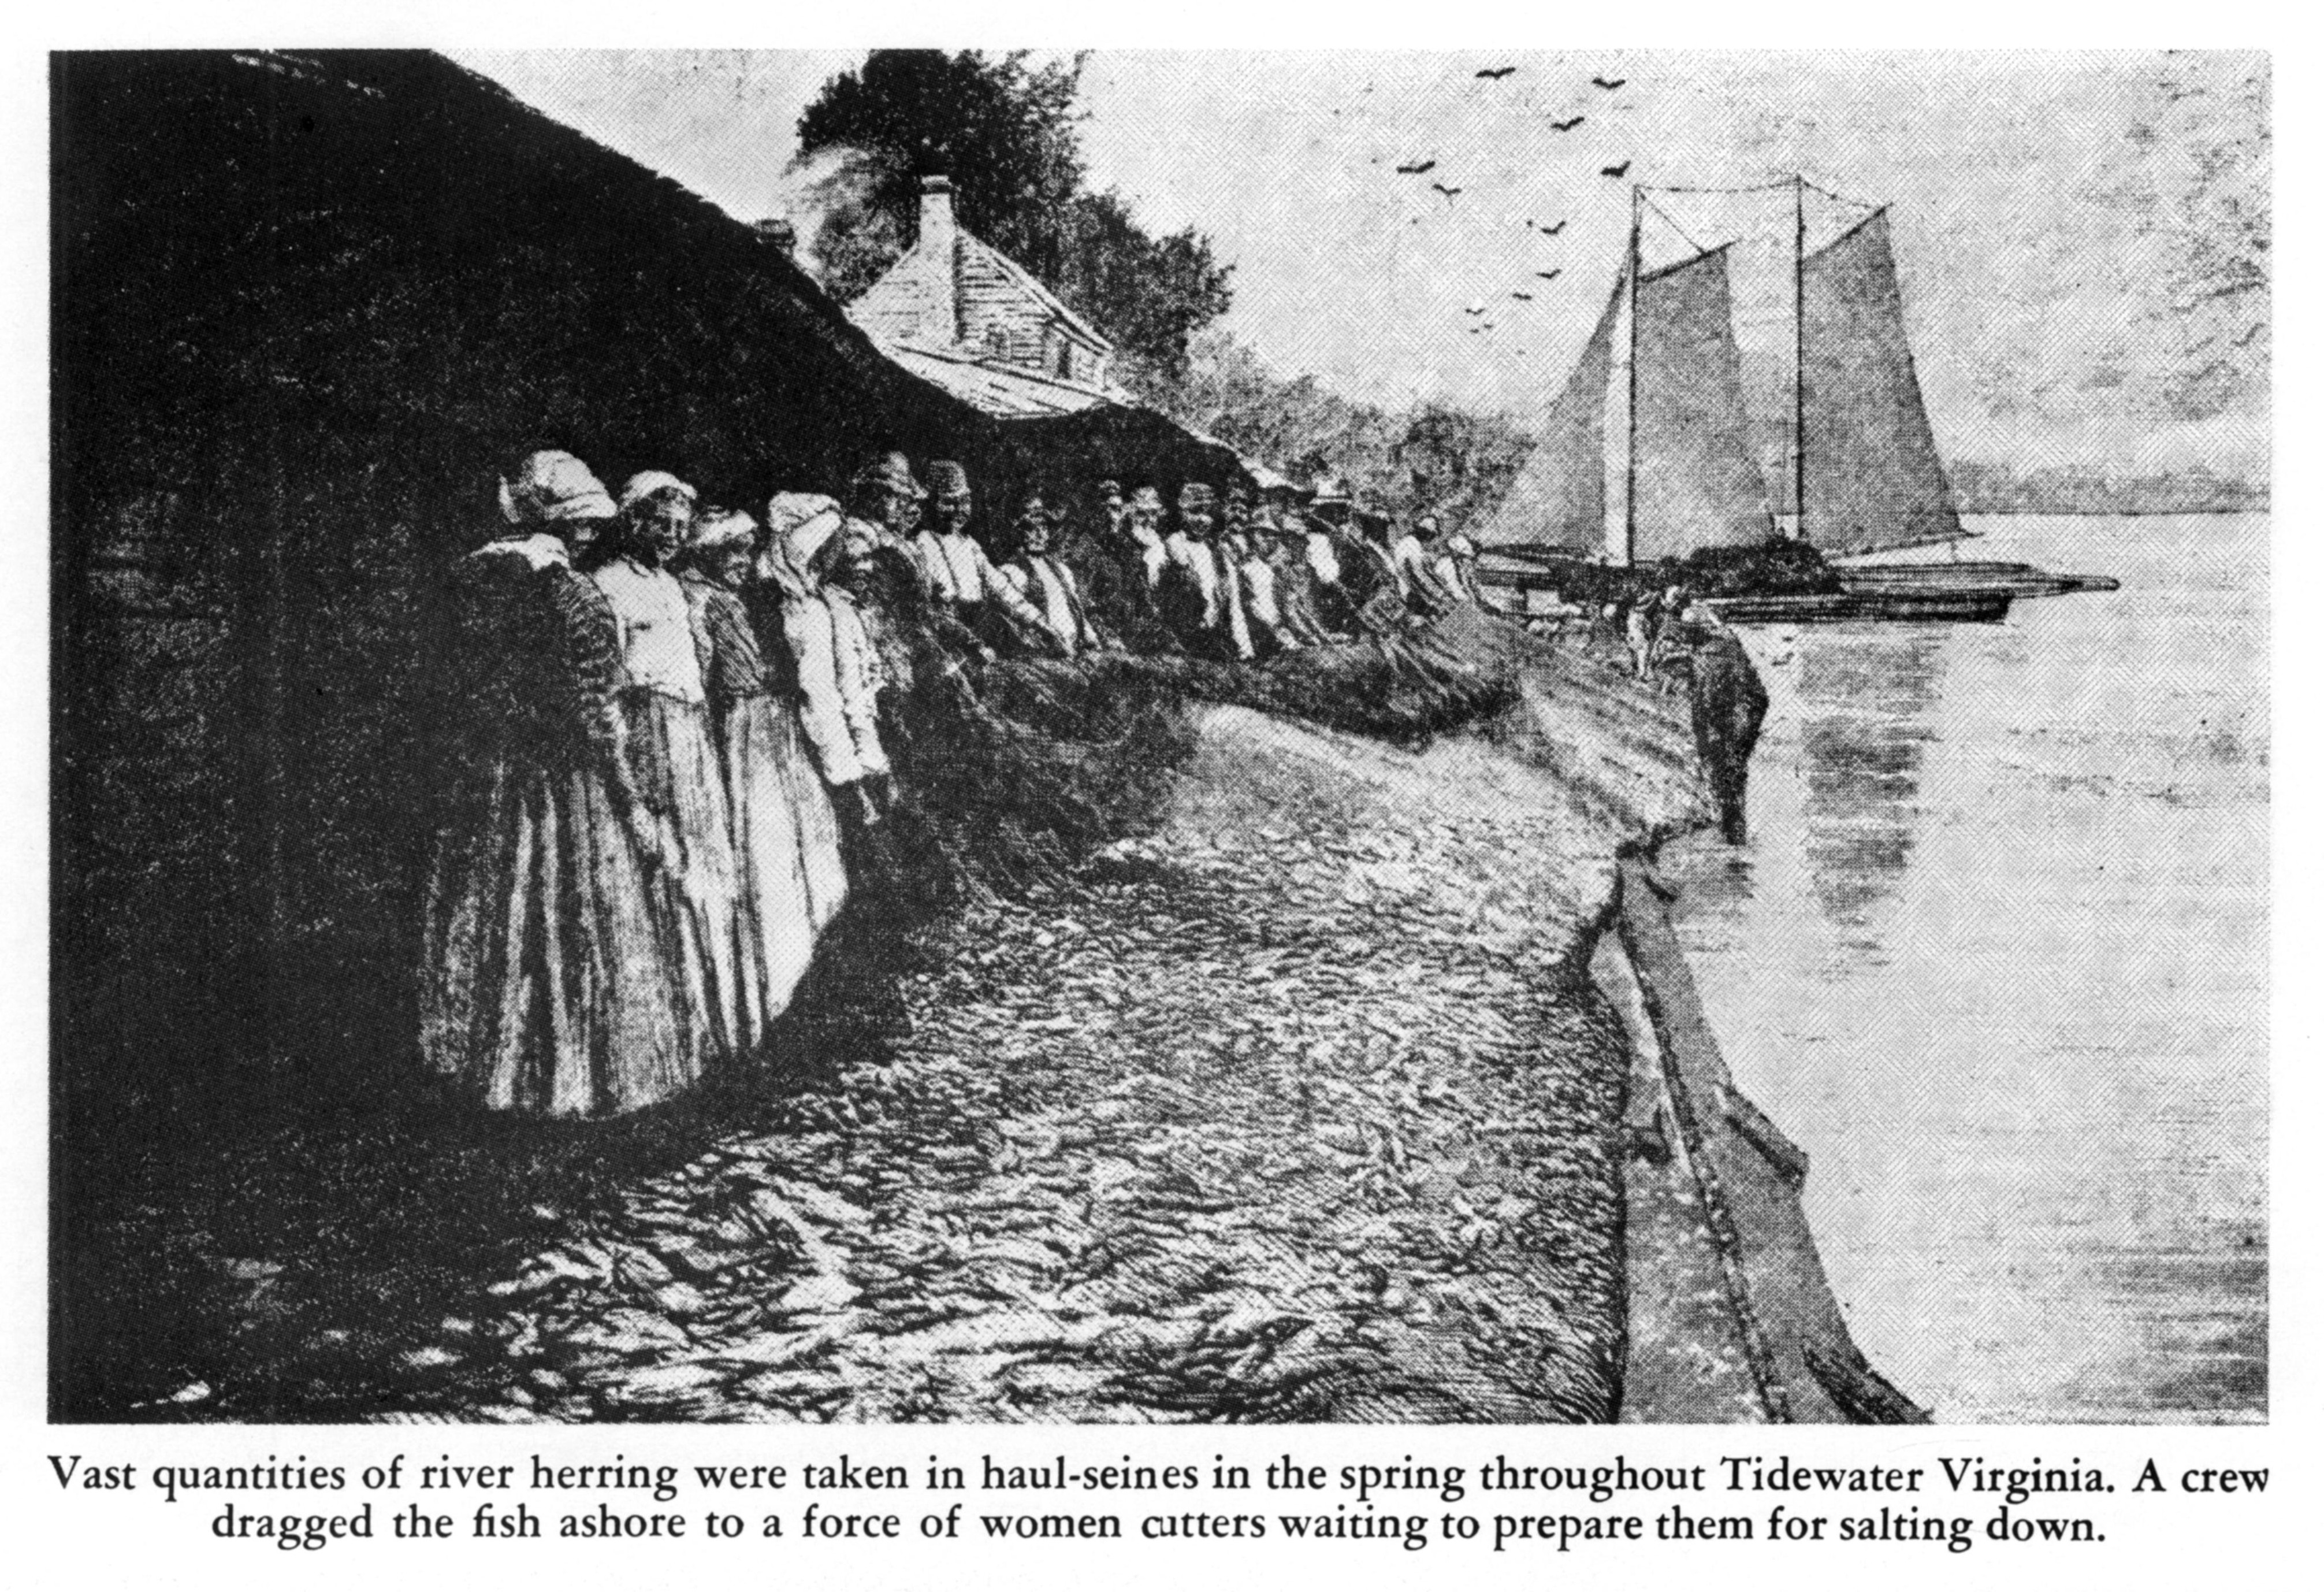 Vast quantities of river herring were taken in haul-seines in the spring throughout Tidewater Virginia. A crew
dragged the fish ashore to a force of women cutters waiting to prepare them for salting down.